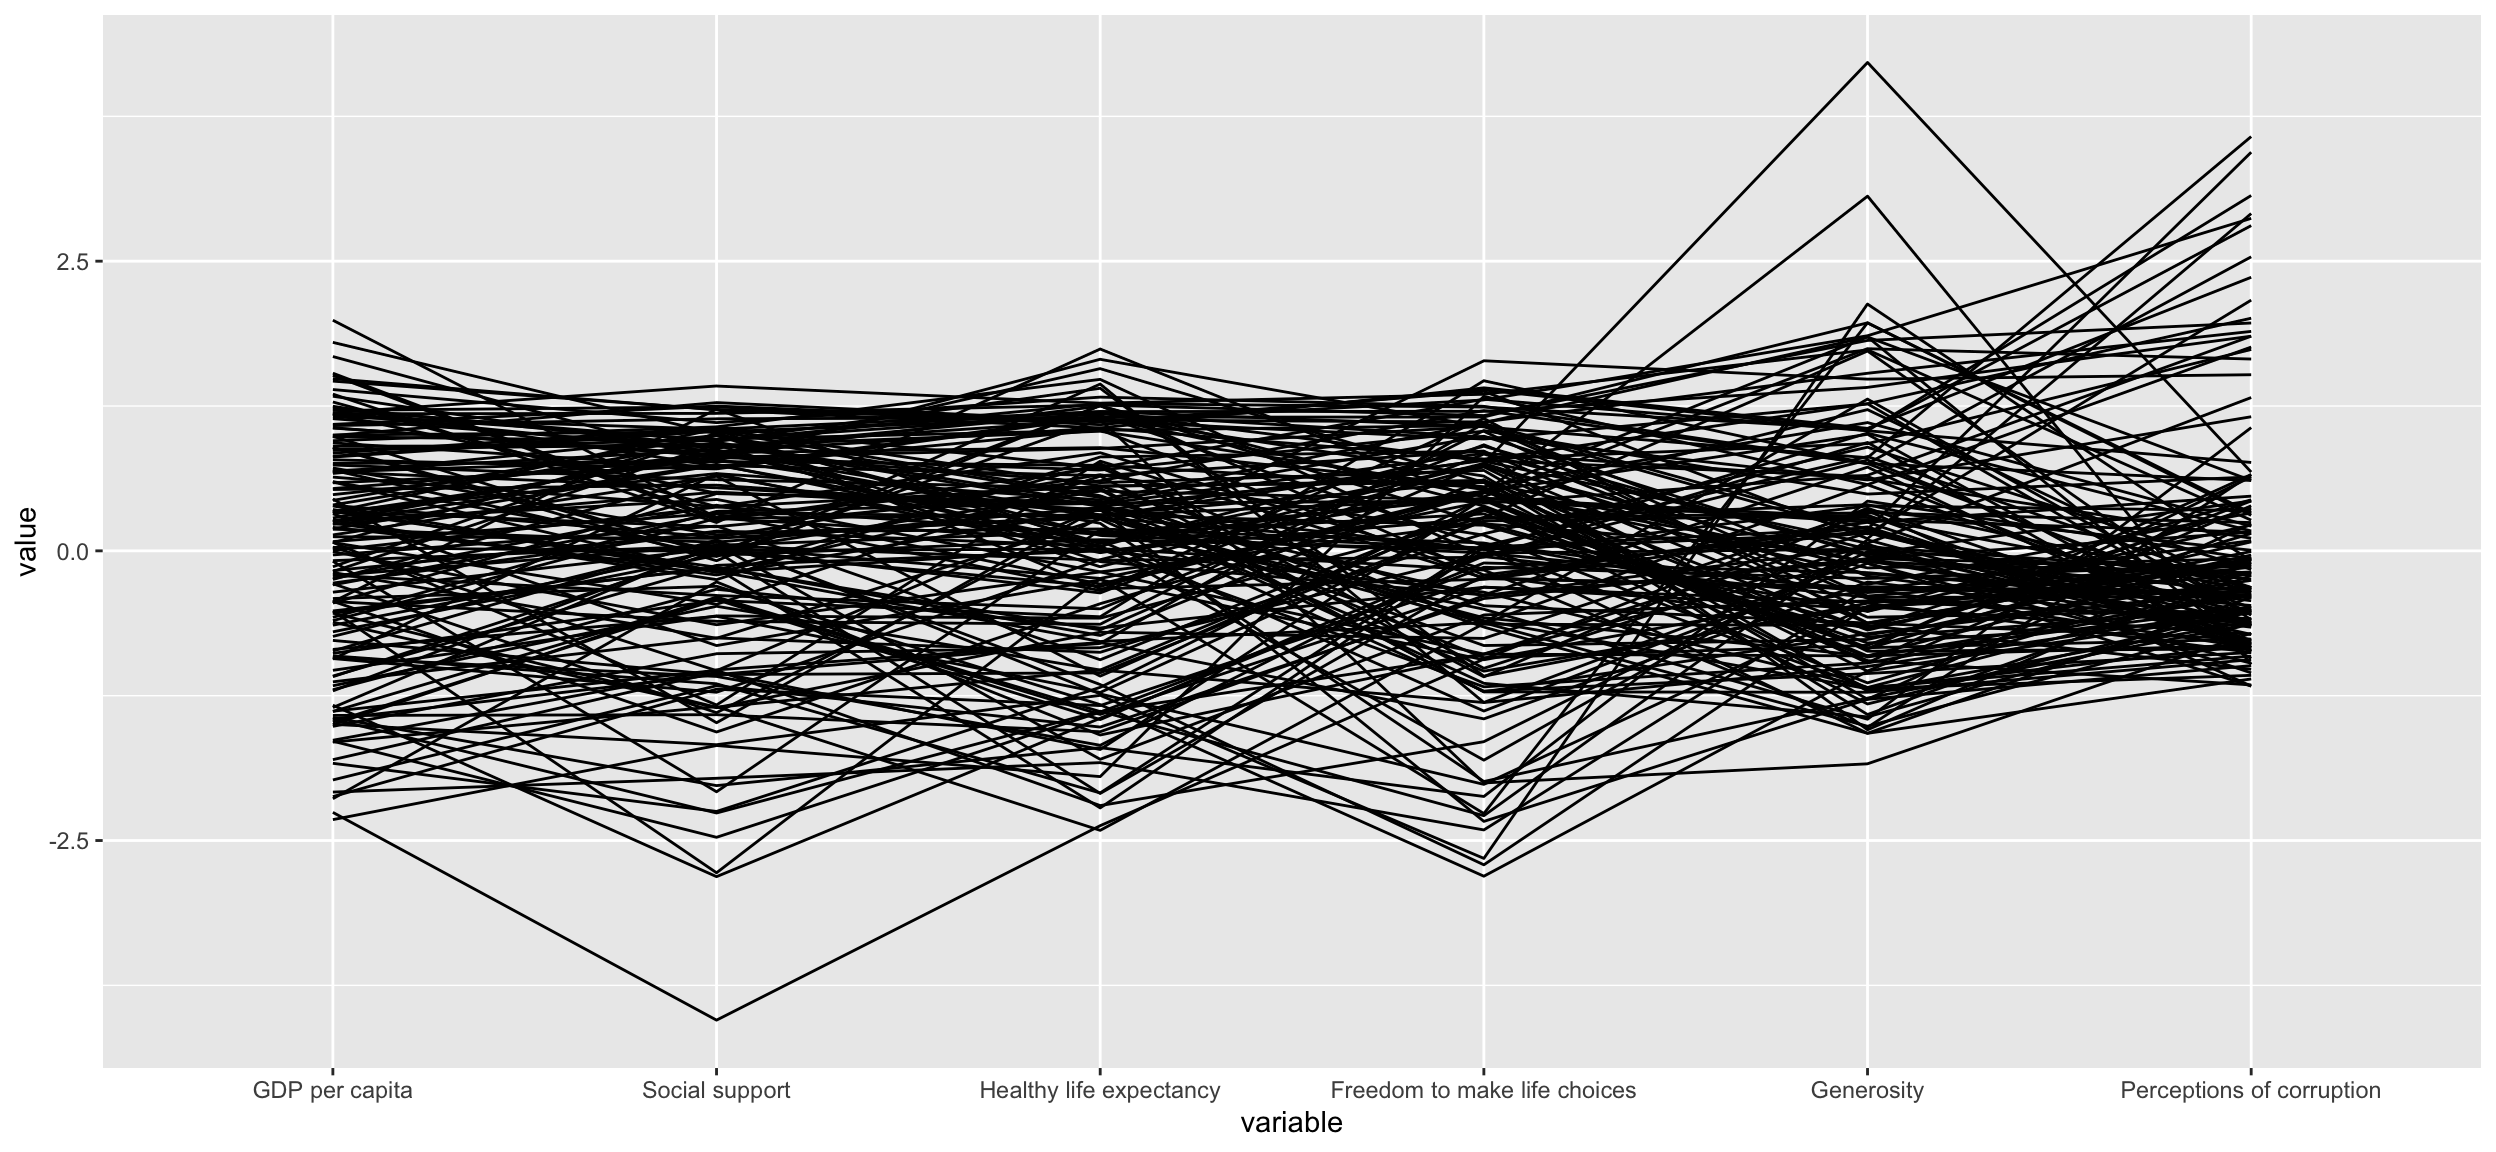 value
2.5
0.0
-2.5
GDP per capita
Social support
Healthy life expectancy
Freedom to make life choices
Generosity
Perceptions of corruption
variable